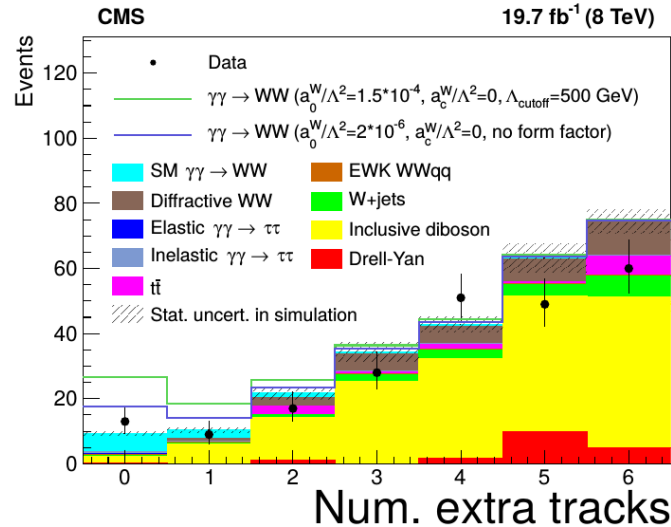 CMS 19.7 fb⁻¹ (8 TeV)
Events
120
100
80
60
40
20
0
Data
γγ → WW (a₀ᵂ/Λ²=1.5*10⁻⁴, a_cᵂ/Λ²=0, Λ_cutoff=500 GeV)
γγ → WW (a₀ᵂ/Λ²=2*10⁻⁶, a_cᵂ/Λ²=0, no form factor)
SM γγ → WW
Diffractive WW
Elastic γγ → ττ
Inelastic γγ → ττ
tt̄
Stat. uncert. in simulation
EWK WWqq
W+jets
Inclusive diboson
Drell-Yan
0 1 2 3 4 5 6
Num. extra tracks